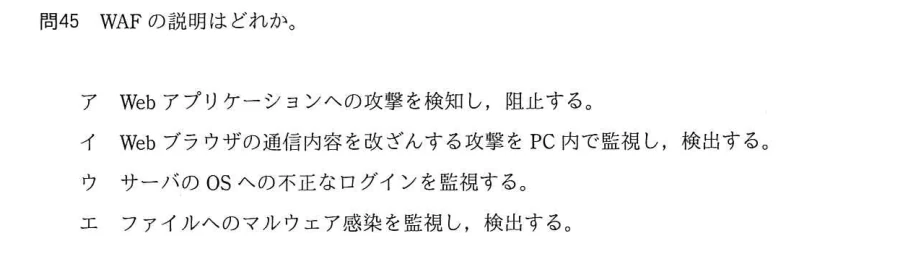 問45 WAF の説明はどれか。
ア Web アプリケーションへの攻撃を検知し，阻止する。
イ Web ブラウザの通信内容を改ざんする攻撃を PC 内で監視し，検出する。
ウ サーバの OS への不正なログインを監視する。
エ ファイルへのマルウェア感染を監視し，検出する。